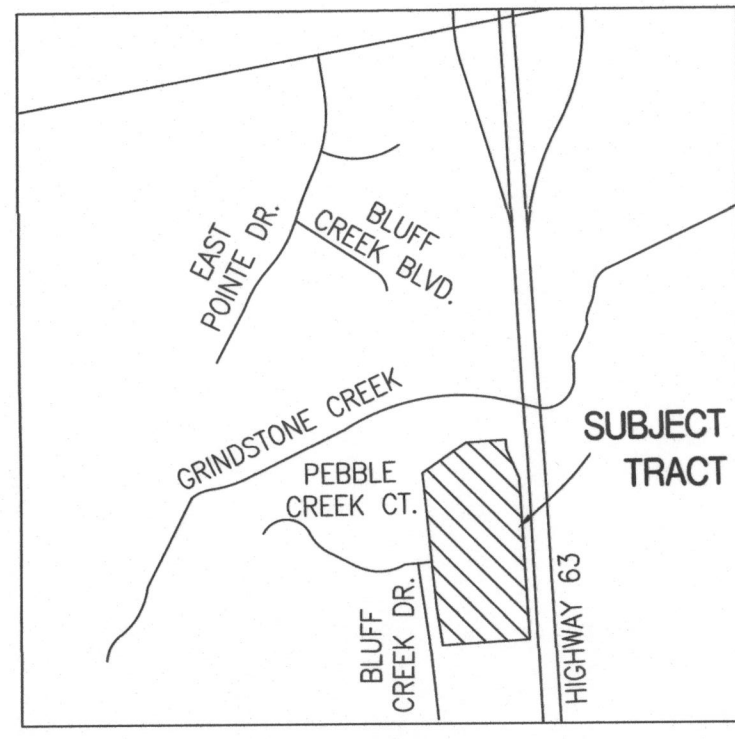 EAST
POINTE DR.
BLUFF
CREEK BLVD.
GRINDSTONE CREEK
SUBJECT
TRACT
PEBBLE
CREEK CT.
BLUFF
CREEK DR.
HIGHWAY 63